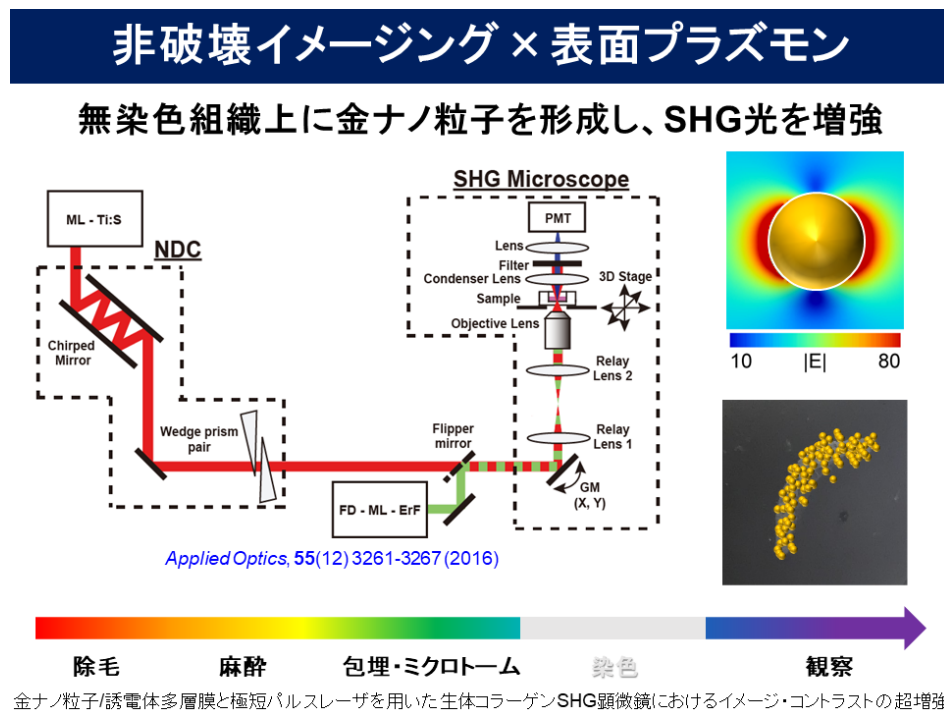 非破壊イメージング×表面プラズモン
無染色組織上に金ナノ粒子を形成し、SHG光を増強
SHG Microscope
ML - Ti:S
PMT
NDC
Lens
Filter
Condenser Lens
3D Stage
Sample
Objective Lens
Chirped
Mirror
10 |E| 80
Relay
Lens 2
Wedge prism
pair
Flipper
mirror
Relay
Lens 1
GM
(X, Y)
FD - ML - ErF
Applied Optics, 55(12) 3261-3267 (2016)
除毛 麻酔 包埋・ミクロトーム 染色 観察
金ナノ粒子/誘電体多層膜と極短パルスレーザを用いた生体コラーゲンSHG顕微鏡におけるイメージ・コントラストの超増強